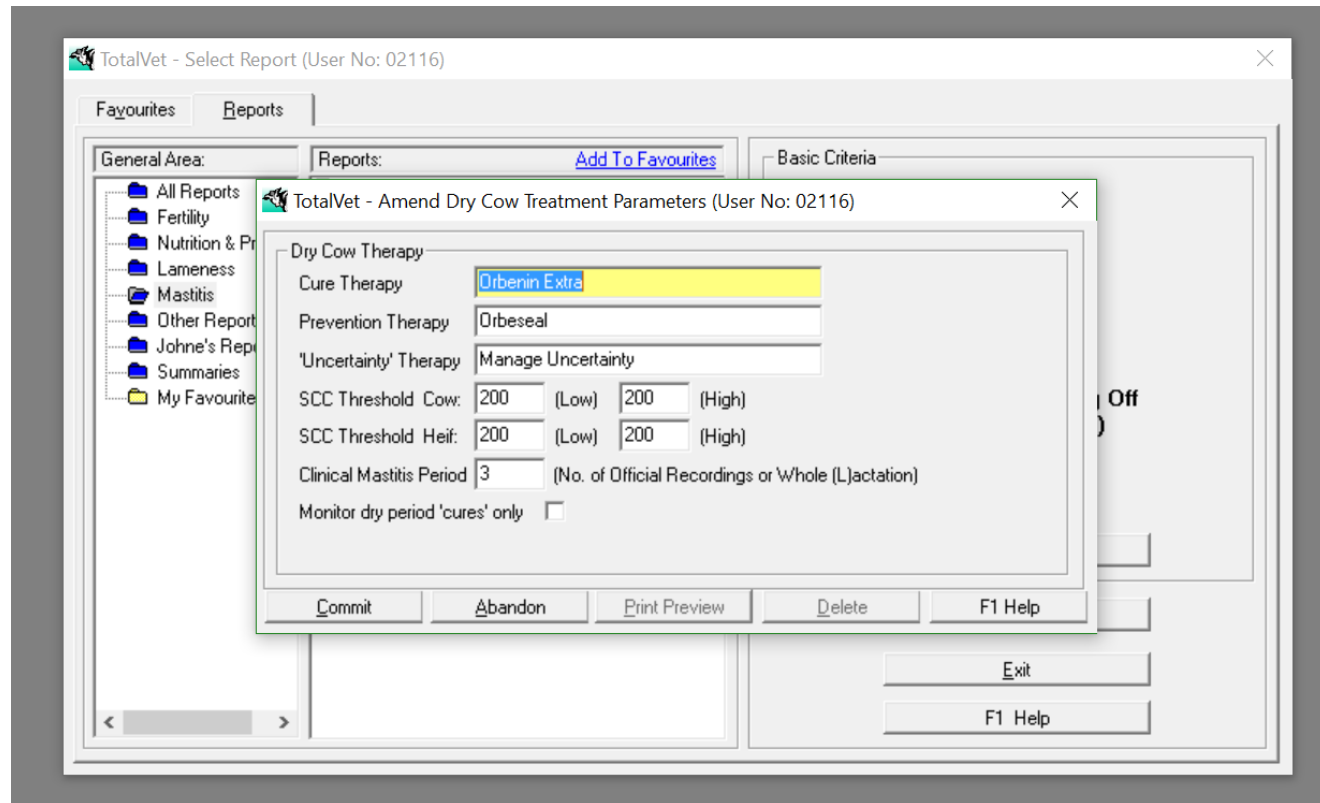 TotalVet - Select Report (User No: 02116)
Favourites Reports
General Area: Reports: Add To Favourites Basic Criteria
All Reports
Fertility
Nutrition & Pr
Lameness
Mastitis
Other Report
Johne's Rep
Summaries
My Favourite
Off
)
Exit
F1 Help
TotalVet - Amend Dry Cow Treatment Parameters (User No: 02116)
Dry Cow Therapy
Cure Therapy Orbenin Extra
Prevention Therapy Orbeseal
'Uncertainty' Therapy Manage Uncertainty
SCC Threshold Cow: 200 (Low) 200 (High)
SCC Threshold Heif: 200 (Low) 200 (High)
Clinical Mastitis Period 3 (No. of Official Recordings or Whole (L)actation)
Monitor dry period 'cures' only
Commit Abandon Print Preview Delete F1 Help